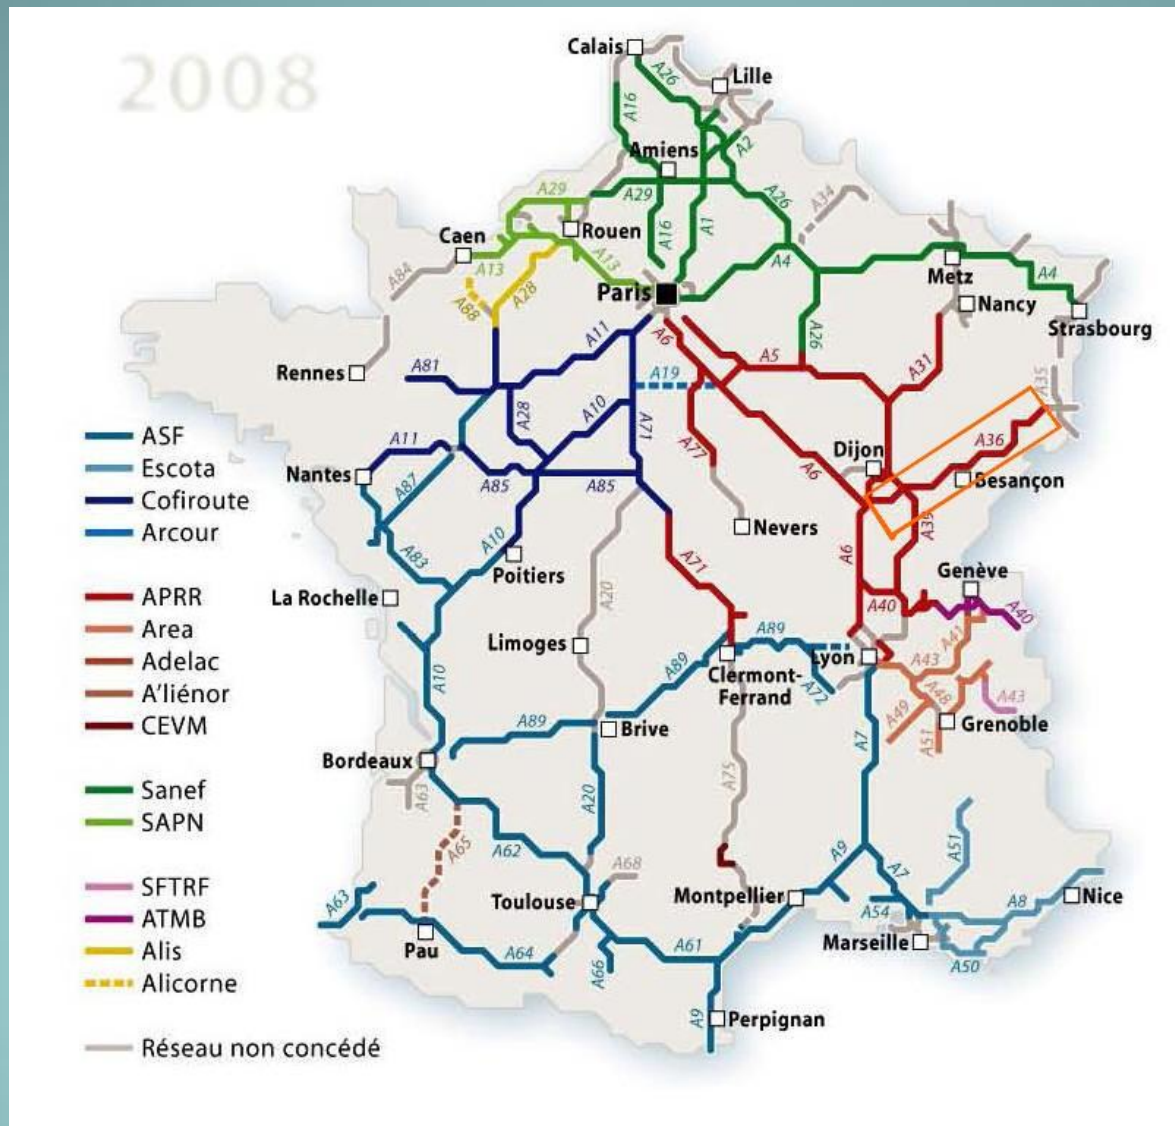 2008
Calais
A26
Lille
A16
A2
Amiens
A29
A29
A26
A34
A16
A1
Rouen
Caen
A13
A13
A4
A84
A88
A28
Paris
Metz
A4
Nancy
Strasbourg
A6
A11
A26
A5
A31
A35
Rennes
A81
A19
A28
A10
A71
A77
A36
A11
Dijon
Besançon
Nantes
A87
A85
A85
A6
A39
Nevers
A10
Poitiers
A83
A71
A6
Genève
La Rochelle
A20
A40
A40
Limoges
A89
A41
Lyon
A43
A89
Clermont-
Ferrand
A72
A48
A43
A49
A10
A89
Brive
Grenoble
A51
A7
Bordeaux
A63
A20
A75
A65
A62
A9
A51
A7
A68
Toulouse
Montpellier
A54
A8
Nice
A63
Marseille
Pau
A64
A66
A61
A50
A9
Perpignan
ASF
Escota
Cofiroute
Arcour
APRR
Area
Adelac
A'liénor
CEVM
Sanef
SAPN
SFTRF
ATMB
Alis
Alicorne
Réseau non concédé